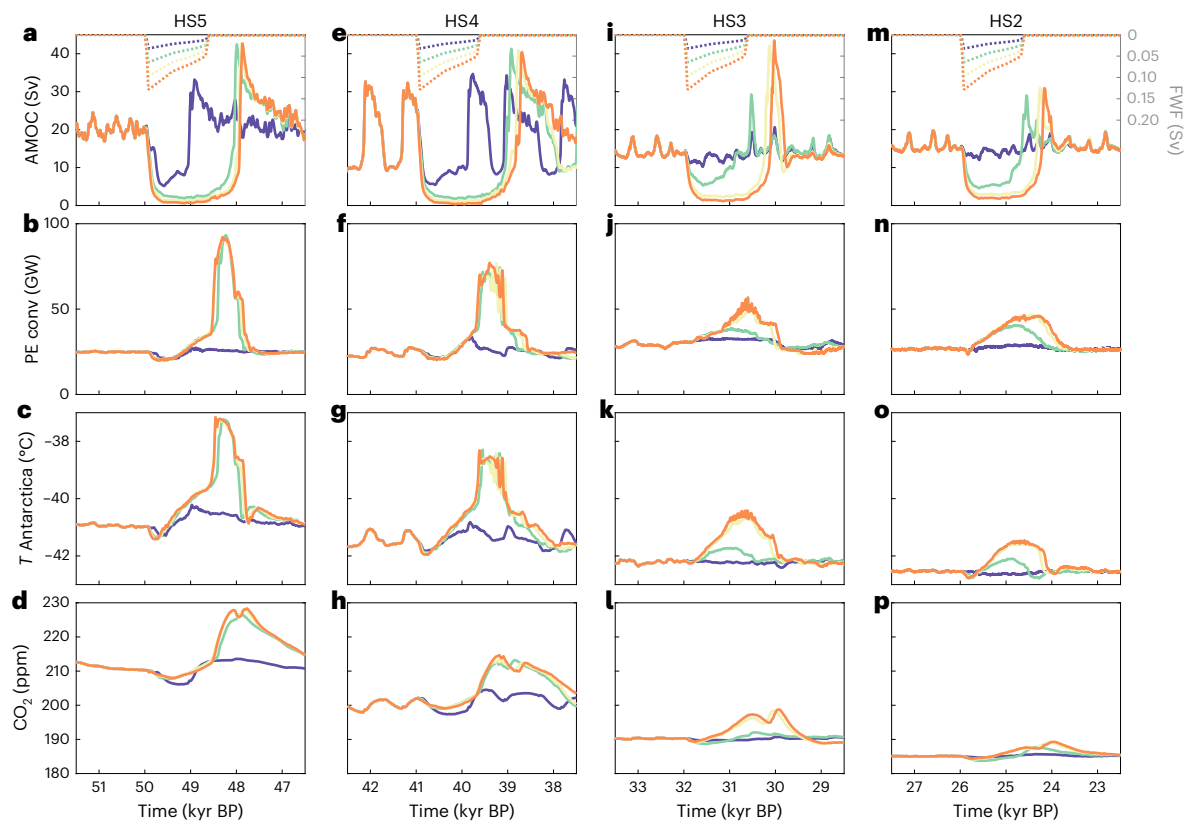 HS5 HS4 HS3 HS2
a e i m
40 30 20 10 0
AMOC (Sv)
0 0.05 0.10 0.15 0.20
FWF (Sv)
b f j n
100 50 0
PE conv (GW)
c g k o
–38 –40 –42
T Antarctica (°C)
d h l p
230 220 210 200 190 180
CO2 (ppm)
51 50 49 48 47 42 41 40 39 38 33 32 31 30 29 27 26 25 24 23
Time (kyr BP) Time (kyr BP) Time (kyr BP) Time (kyr BP)